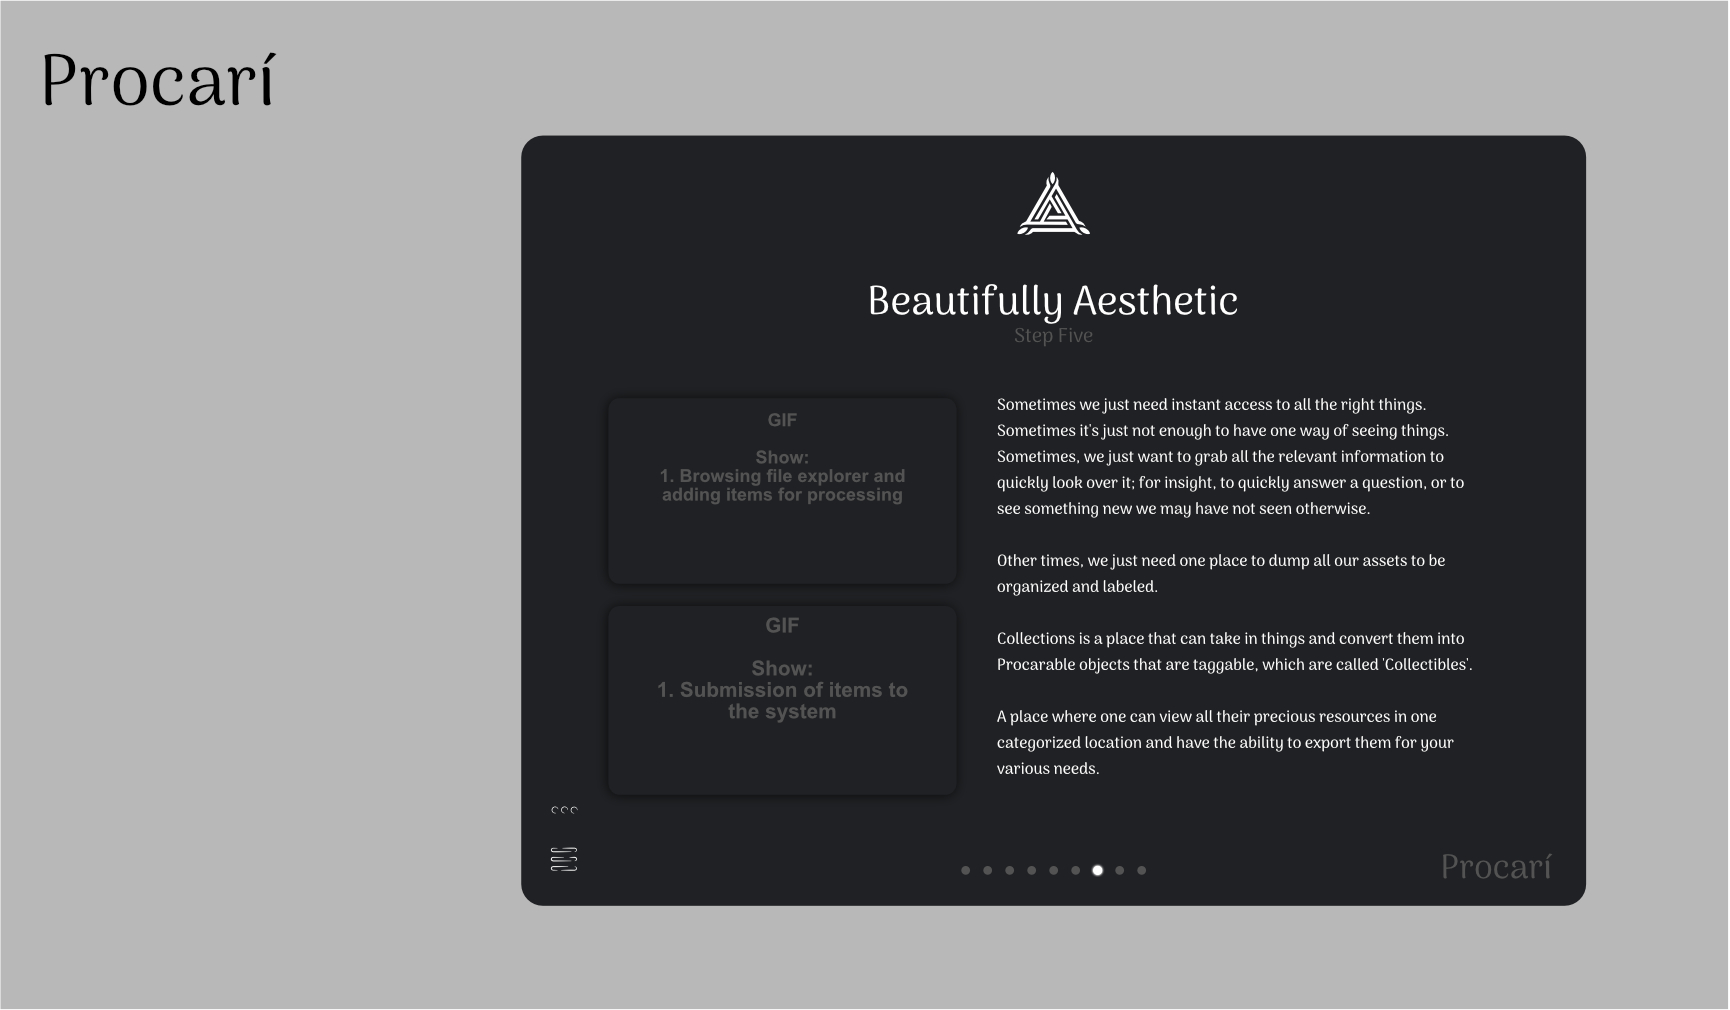 Procarí
Beautifully Aesthetic
Step Five
GIF
Show:
1. Browsing file explorer and
adding items for processing
GIF
Show:
1. Submission of items to
the system
Sometimes we just need instant access to all the right things.
Sometimes it's just not enough to have one way of seeing things.
Sometimes, we just want to grab all the relevant information to
quickly look over it; for insight, to quickly answer a question, or to
see something new we may have not seen otherwise.
Other times, we just need one place to dump all our assets to be
organized and labeled.
Collections is a place that can take in things and convert them into
Procarable objects that are taggable, which are called 'Collectibles'.
A place where one can view all their precious resources in one
categorized location and have the ability to export them for your
various needs.
Procarí